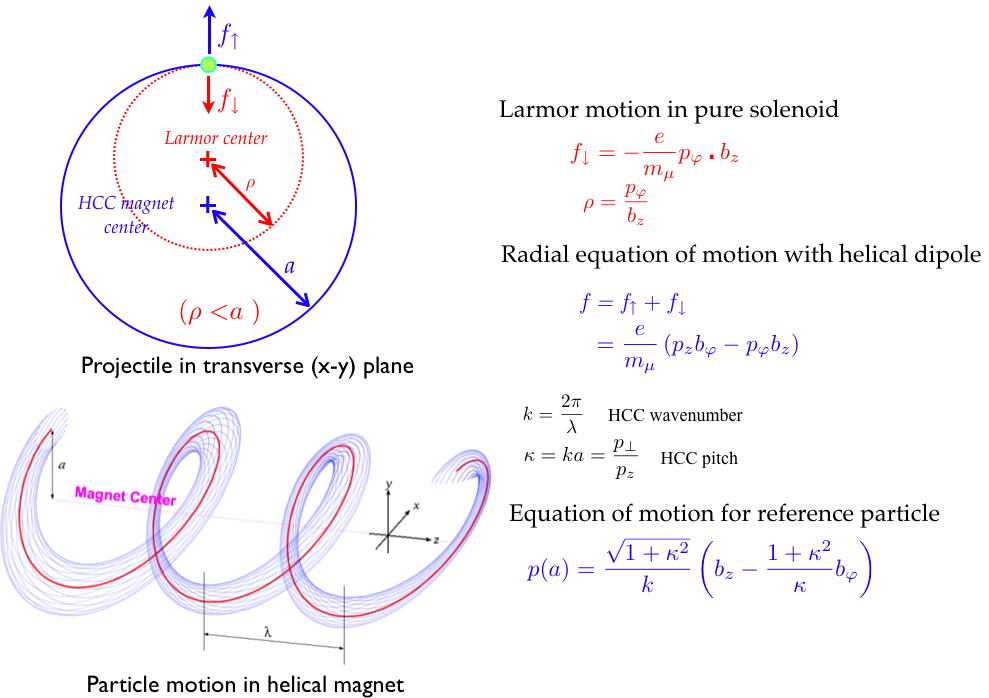 f↑
f↓
Larmor center
ρ
HCC magnet
center
a
(ρ < a )
Projectile in transverse (x-y) plane
a
Magnet Center
y
x
z
λ
Particle motion in helical magnet
Larmor motion in pure solenoid
f↓ = −e/m_μ p_φ · b_z
ρ = p_φ/b_z
Radial equation of motion with helical dipole
f = f↑ + f↓
= e/m_μ (p_z b_φ − p_φ b_z)
k = 2π/λ HCC wavenumber
κ = ka = p_⊥/p_z HCC pitch
Equation of motion for reference particle
p(a) = √(1 + κ²)/k (b_z − (1 + κ²)/κ b_φ)